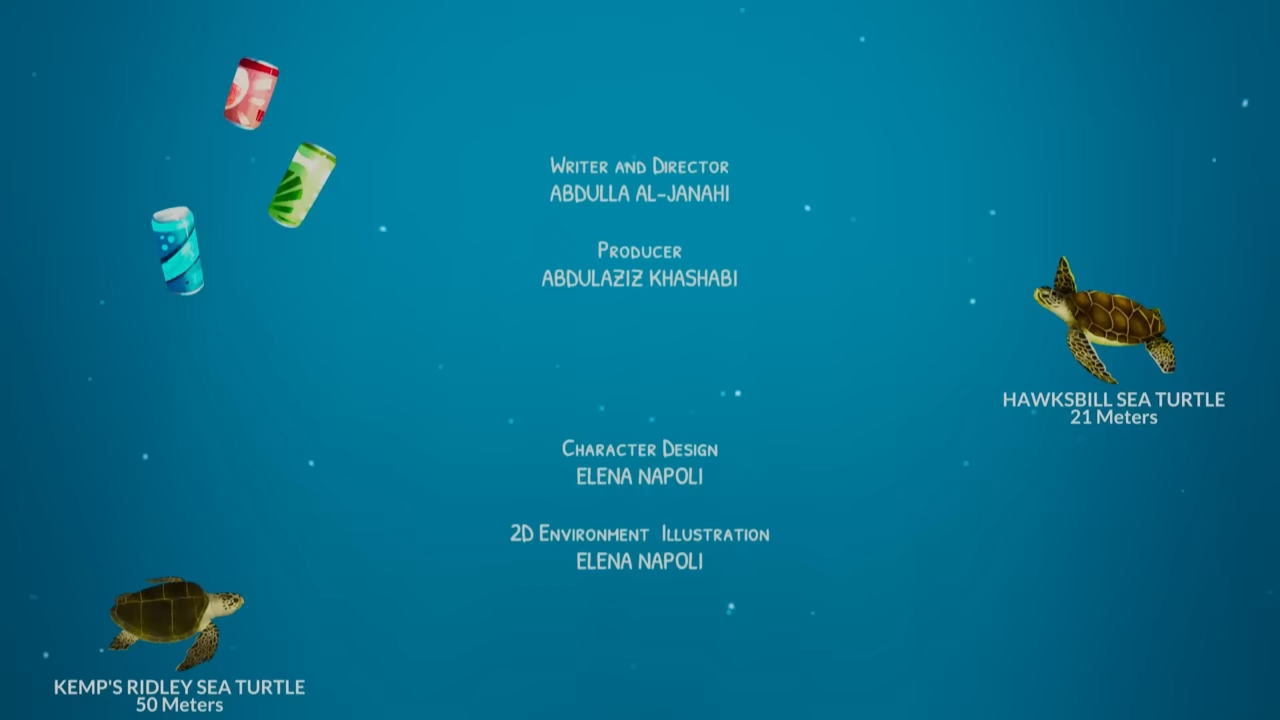 Writer and Director
ABDULLA AL-JANAHI
Producer
ABDULAZIZ KHASHABI
HAWKSBILL SEA TURTLE
21 Meters
Character Design
ELENA NAPOLI
2D Environment Illustration
ELENA NAPOLI
KEMP'S RIDLEY SEA TURTLE
50 Meters